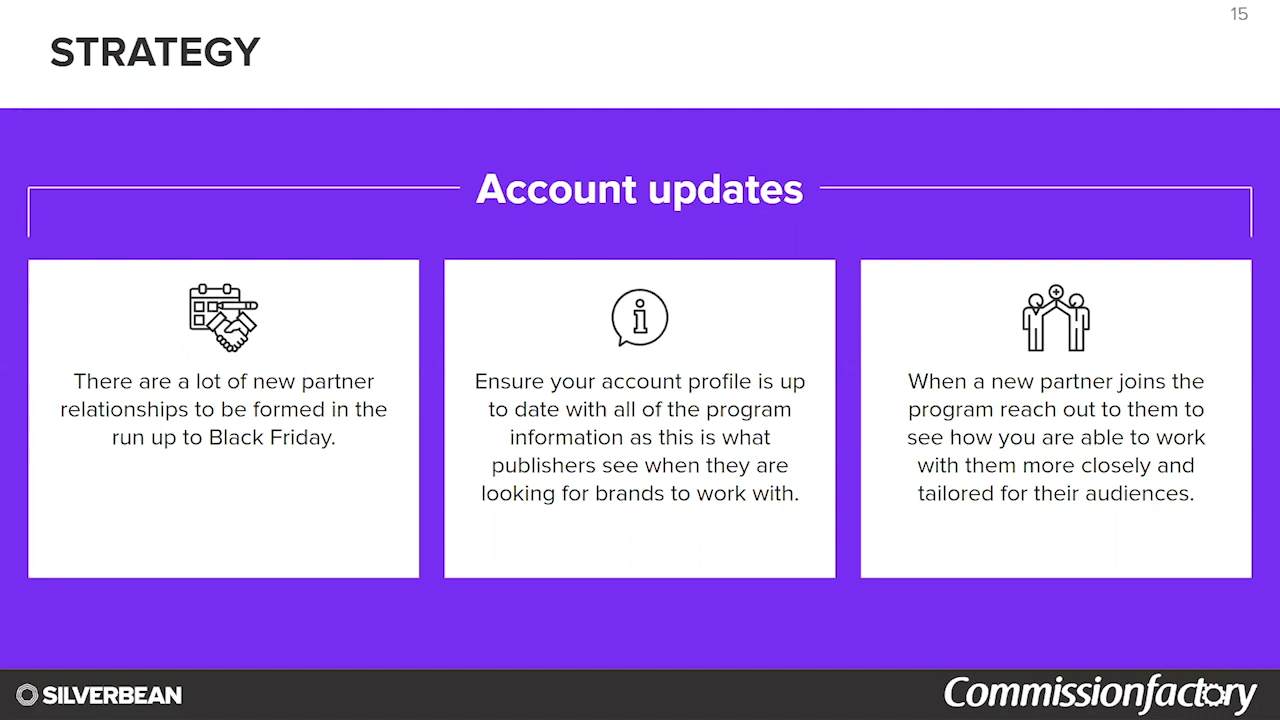 15
STRATEGY
Account updates
There are a lot of new partner
relationships to be formed in the
run up to Black Friday.
Ensure your account profile is up
to date with all of the program
information as this is what
publishers see when they are
looking for brands to work with.
When a new partner joins the
program reach out to them to
see how you are able to work
with them more closely and
tailored for their audiences.
SILVERBEAN
Commissionfactory